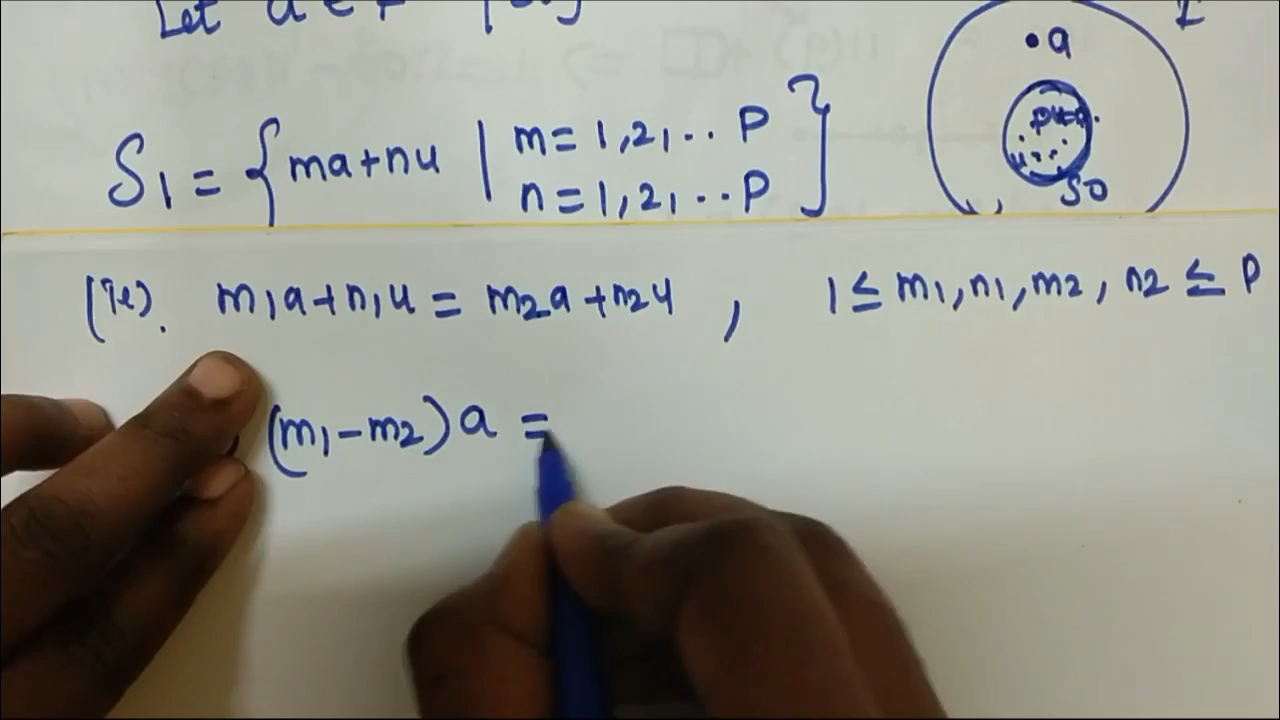 Let a ∈ F
S1 = { ma+nu | m = 1,2,.. P
n = 1,2,..P }
• a
S0
(ie). m1a+n1u = m2a+n2u , 1 ≤ m1,n1,m2, n2 ≤ P
(m1-m2)a =